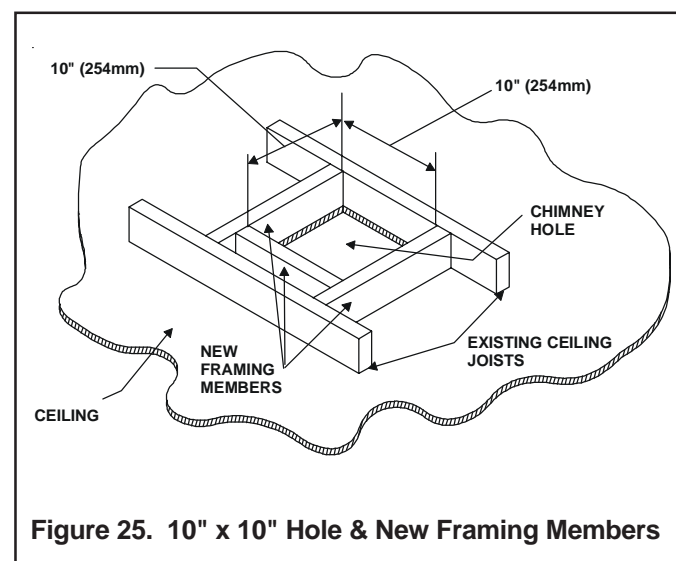 10" (254mm)
10" (254mm)
CHIMNEY
HOLE
NEW
FRAMING
MEMBERS
EXISTING CEILING
JOISTS
CEILING
Figure 25. 10" x 10" Hole & New Framing Members